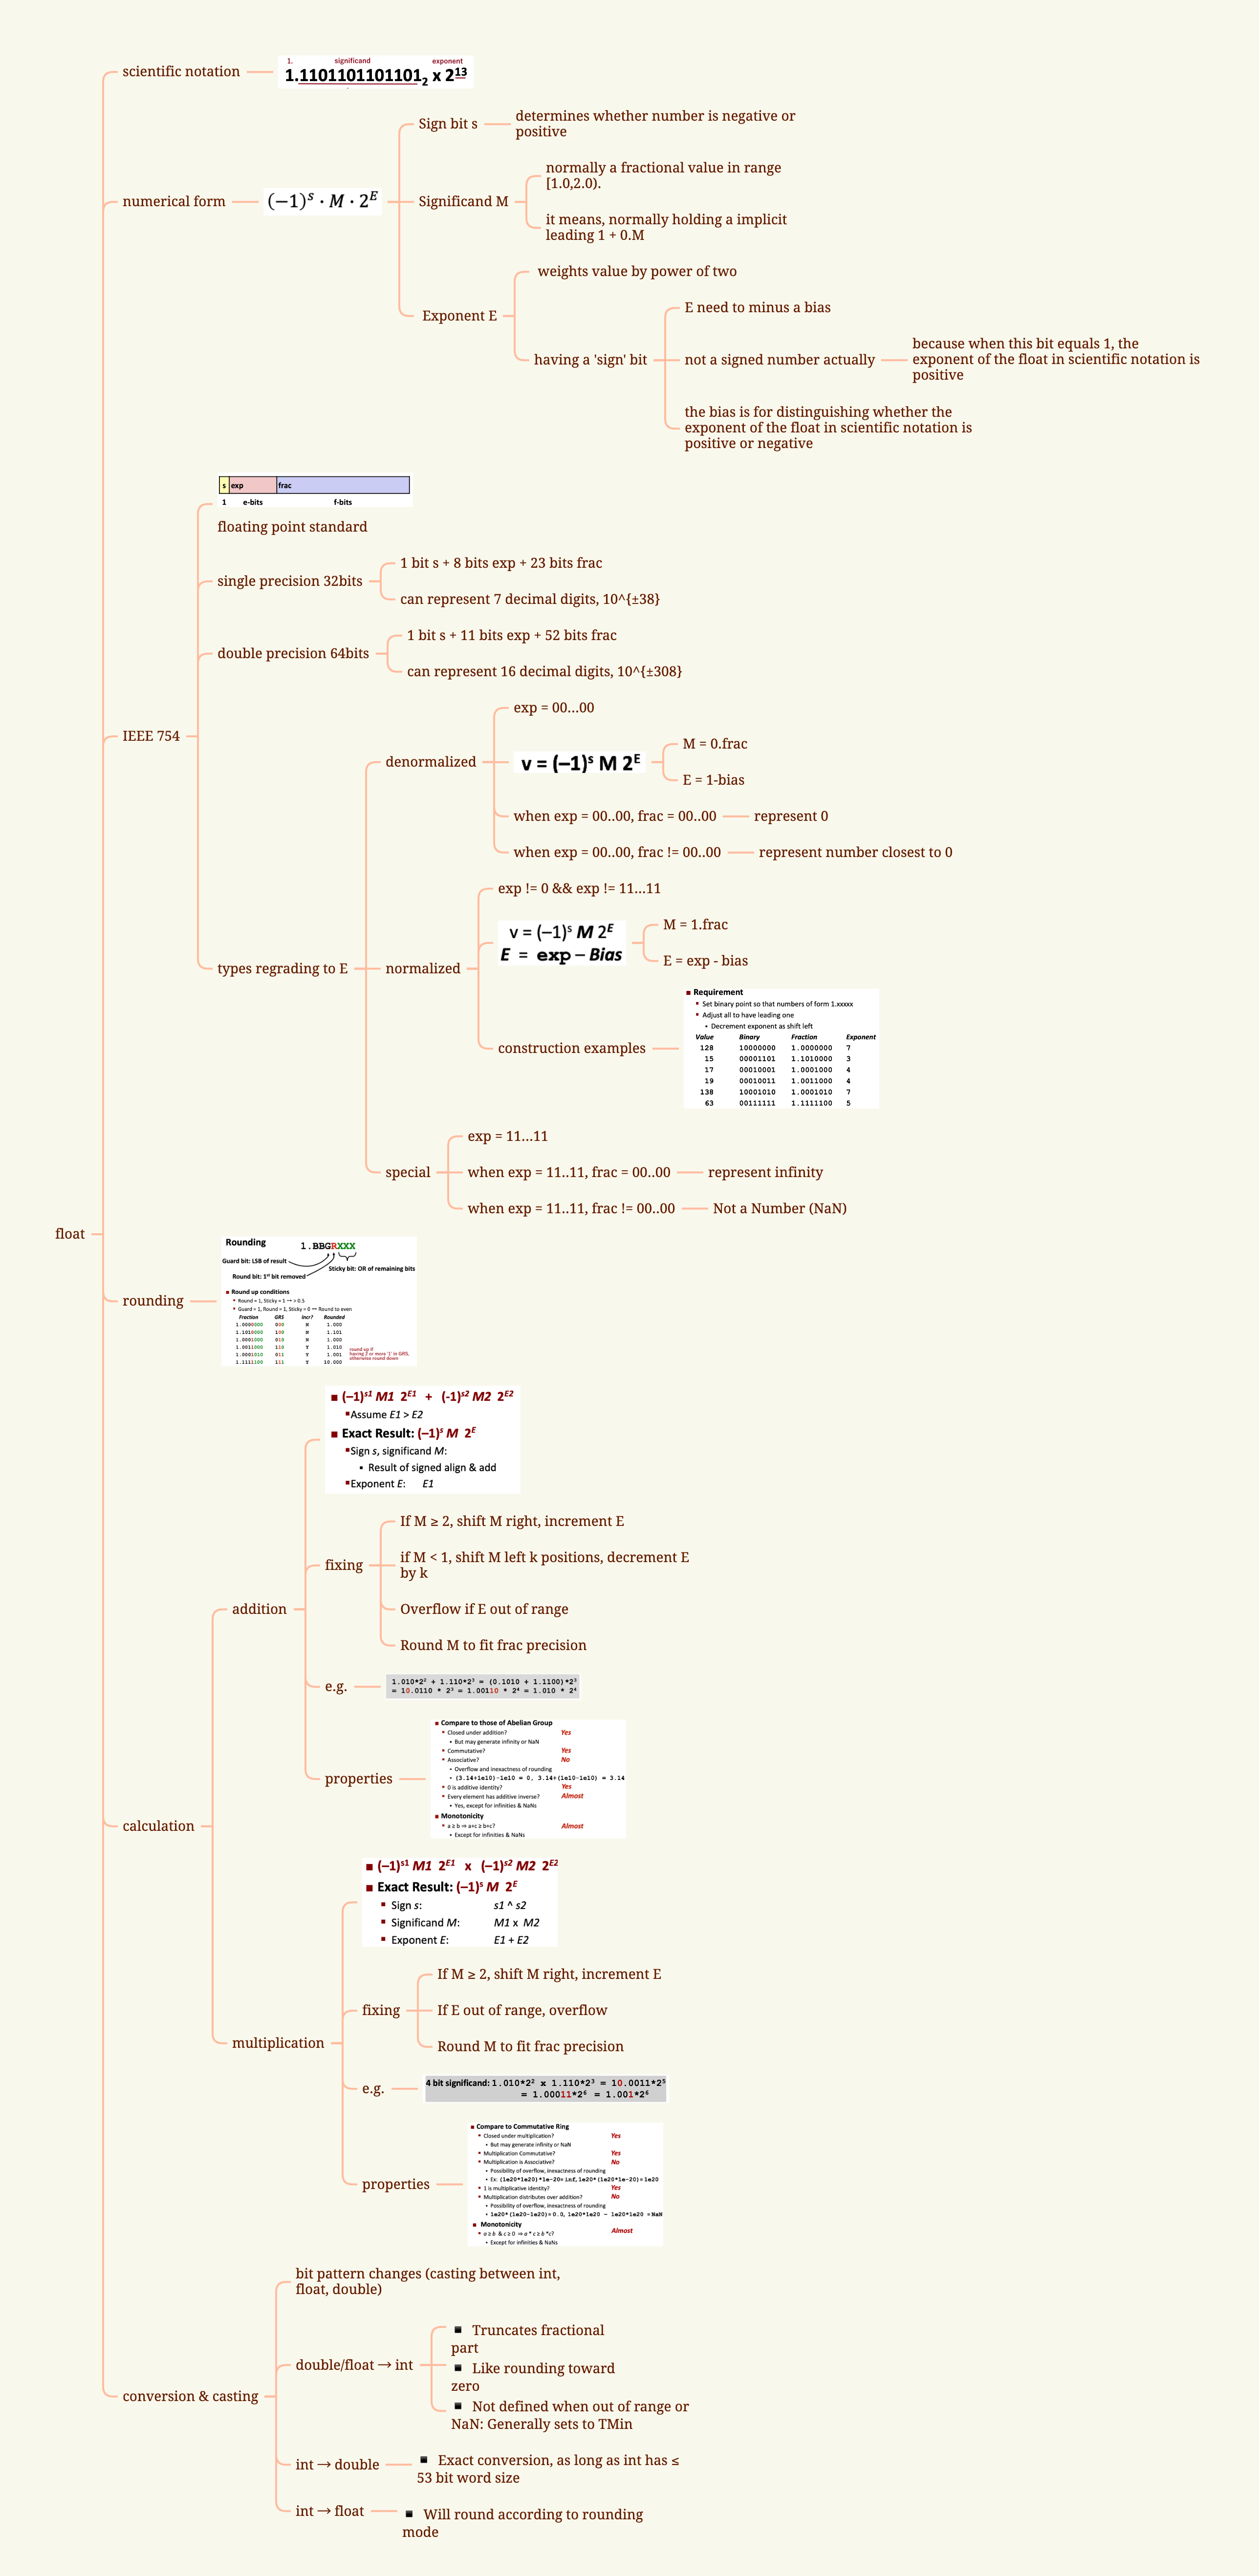 scientific notation
1. significand exponent
1.1101101101101₂ x 2¹³
Sign bit s
determines whether number is negative or
positive
numerical form
(−1)ˢ · M · 2ᴱ
Significand M
normally a fractional value in range
[1.0,2.0).
it means, normally holding a implicit
leading 1 + 0.M
Exponent E
weights value by power of two
having a 'sign' bit
E need to minus a bias
not a signed number actually
because when this bit equals 1, the
exponent of the float in scientific notation is
positive
the bias is for distinguishing whether the
exponent of the float in scientific notation is
positive or negative
s exp frac
1 e-bits f-bits
floating point standard
single precision 32bits
1 bit s + 8 bits exp + 23 bits frac
can represent 7 decimal digits, 10^{±38}
double precision 64bits
1 bit s + 11 bits exp + 52 bits frac
can represent 16 decimal digits, 10^{±308}
IEEE 754
types regrading to E
denormalized
exp = 00...00
v = (–1)ˢ M 2ᴱ
M = 0.frac
E = 1-bias
when exp = 00..00, frac = 00..00
represent 0
when exp = 00..00, frac != 00..00
represent number closest to 0
normalized
exp != 0 && exp != 11...11
v = (–1)ˢ M 2ᴱ
E = exp – Bias
M = 1.frac
E = exp - bias
construction examples
■ Requirement
▪ Set binary point so that numbers of form 1.xxxxx
▪ Adjust all to have leading one
▪ Decrement exponent as shift left
Value Binary Fraction Exponent
128 10000000 1.0000000 7
15 00001101 1.1010000 3
17 00010001 1.0001000 4
19 00010011 1.0011000 4
138 10001010 1.0001010 7
63 00111111 1.1111100 5
special
exp = 11...11
when exp = 11..11, frac = 00..00
represent infinity
when exp = 11..11, frac != 00..00
Not a Number (NaN)
float
rounding
Rounding
1.BBGRXXX
Guard bit: LSB of result
Sticky bit: OR of remaining bits
Round bit: 1ˢᵗ bit removed
■ Round up conditions
▪ Round = 1, Sticky = 1 → > 0.5
▪ Guard = 1, Round = 1, Sticky = 0 → Round to even
Fraction GRS Incr? Rounded
1.0000000 000 N 1.000
1.1010000 100 N 1.101
1.0001000 010 N 1.000
1.0011000 110 Y 1.010
1.0001010 011 Y 1.001
1.1111100 111 Y 10.000
round up if
having 2 or more '1' in GRS,
otherwise round down
calculation
addition
■ (–1)ˢ¹ M1 2ᴱ¹ + (-1)ˢ² M2 2ᴱ²
▪Assume E1 > E2
■ Exact Result: (–1)ˢ M 2ᴱ
▪Sign s, significand M:
▪ Result of signed align & add
▪Exponent E: E1
fixing
If M ≥ 2, shift M right, increment E
if M < 1, shift M left k positions, decrement E
by k
Overflow if E out of range
Round M to fit frac precision
e.g.
1.010*2² + 1.110*2³ = (0.1010 + 1.1100)*2³
= 10.0110 * 2³ = 1.00110 * 2⁴ = 1.010 * 2⁴
properties
■ Compare to those of Abelian Group
▪ Closed under addition? Yes
▪ But may generate infinity or NaN
▪ Commutative? Yes
▪ Associative? No
▪ Overflow and inexactness of rounding
▪ (3.14+1e10)-1e10 = 0, 3.14+(1e10-1e10) = 3.14
▪ 0 is additive identity? Yes
▪ Every element has additive inverse? Almost
▪ Yes, except for infinities & NaNs
■ Monotonicity
▪ a ≥ b ⇒ a+c ≥ b+c? Almost
▪ Except for infinities & NaNs
multiplication
■ (–1)ˢ¹ M1 2ᴱ¹ x (–1)ˢ² M2 2ᴱ²
■ Exact Result: (–1)ˢ M 2ᴱ
▪ Sign s: s1 ^ s2
▪ Significand M: M1 x M2
▪ Exponent E: E1 + E2
fixing
If M ≥ 2, shift M right, increment E
If E out of range, overflow
Round M to fit frac precision
e.g.
4 bit significand: 1.010*2² x 1.110*2³ = 10.0011*2⁵
= 1.00011*2⁶ = 1.001*2⁶
properties
■ Compare to Commutative Ring
▪ Closed under multiplication? Yes
▪ But may generate infinity or NaN
▪ Multiplication Commutative? Yes
▪ Multiplication is Associative? No
▪ Possibility of overflow, inexactness of rounding
▪ Ex: (1e20*1e20)*1e-20= inf, 1e20*(1e20*1e-20)= 1e20
▪ 1 is multiplicative identity? Yes
▪ Multiplication distributes over addition? No
▪ Possibility of overflow, inexactness of rounding
▪ 1e20*(1e20-1e20)= 0.0, 1e20*1e20 – 1e20*1e20 = NaN
■ Monotonicity
▪ a ≥ b & c ≥ 0 ⇒ a * c ≥ b *c? Almost
▪ Except for infinities & NaNs
conversion & casting
bit pattern changes (casting between int,
float, double)
double/float → int
▪ Truncates fractional
part
▪ Like rounding toward
zero
▪ Not defined when out of range or
NaN: Generally sets to TMin
int → double
▪ Exact conversion, as long as int has ≤
53 bit word size
int → float
▪ Will round according to rounding
mode